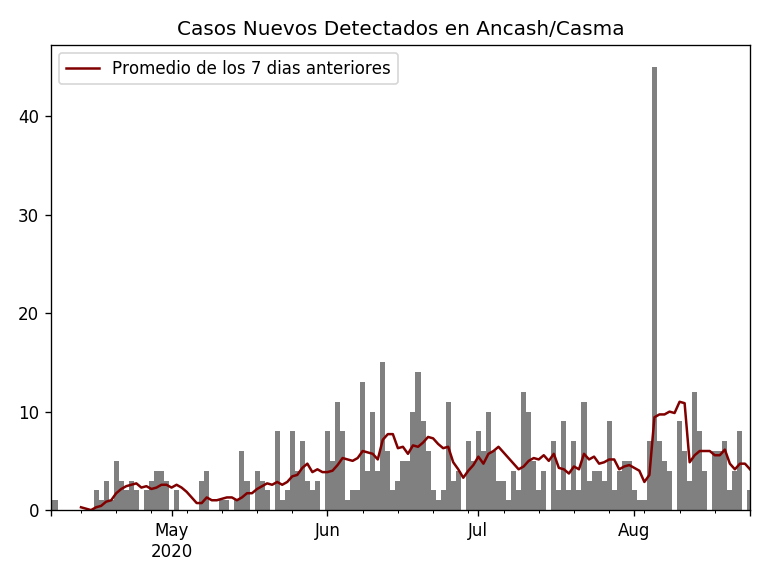 Casos Nuevos Detectados en Ancash/Casma
Promedio de los 7 dias anteriores
40
30
20
10
0
May
2020
Jun
Jul
Aug